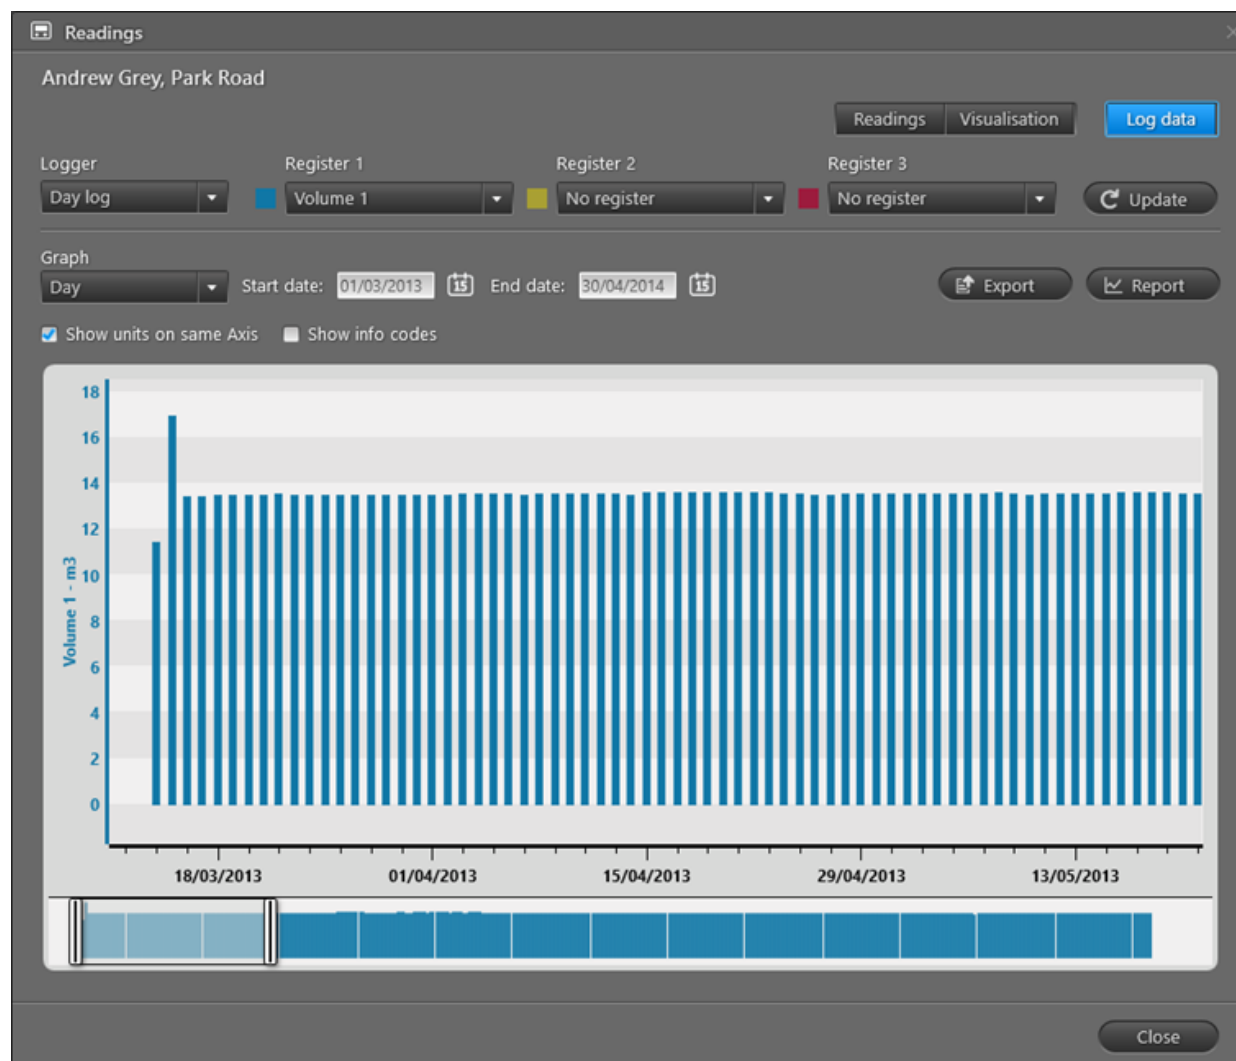 Readings
Andrew Grey, Park Road
Readings Visualisation Log data
Logger Register 1 Register 2 Register 3
Day log Volume 1 No register No register Update
Graph
Day Start date: 01/03/2013 15 End date: 30/04/2014 15 Export Report
Show units on same Axis Show info codes
18
16
14
12
10
8
6
4
2
0
Volume 1 - m3
18/03/2013 01/04/2013 15/04/2013 29/04/2013 13/05/2013
Close